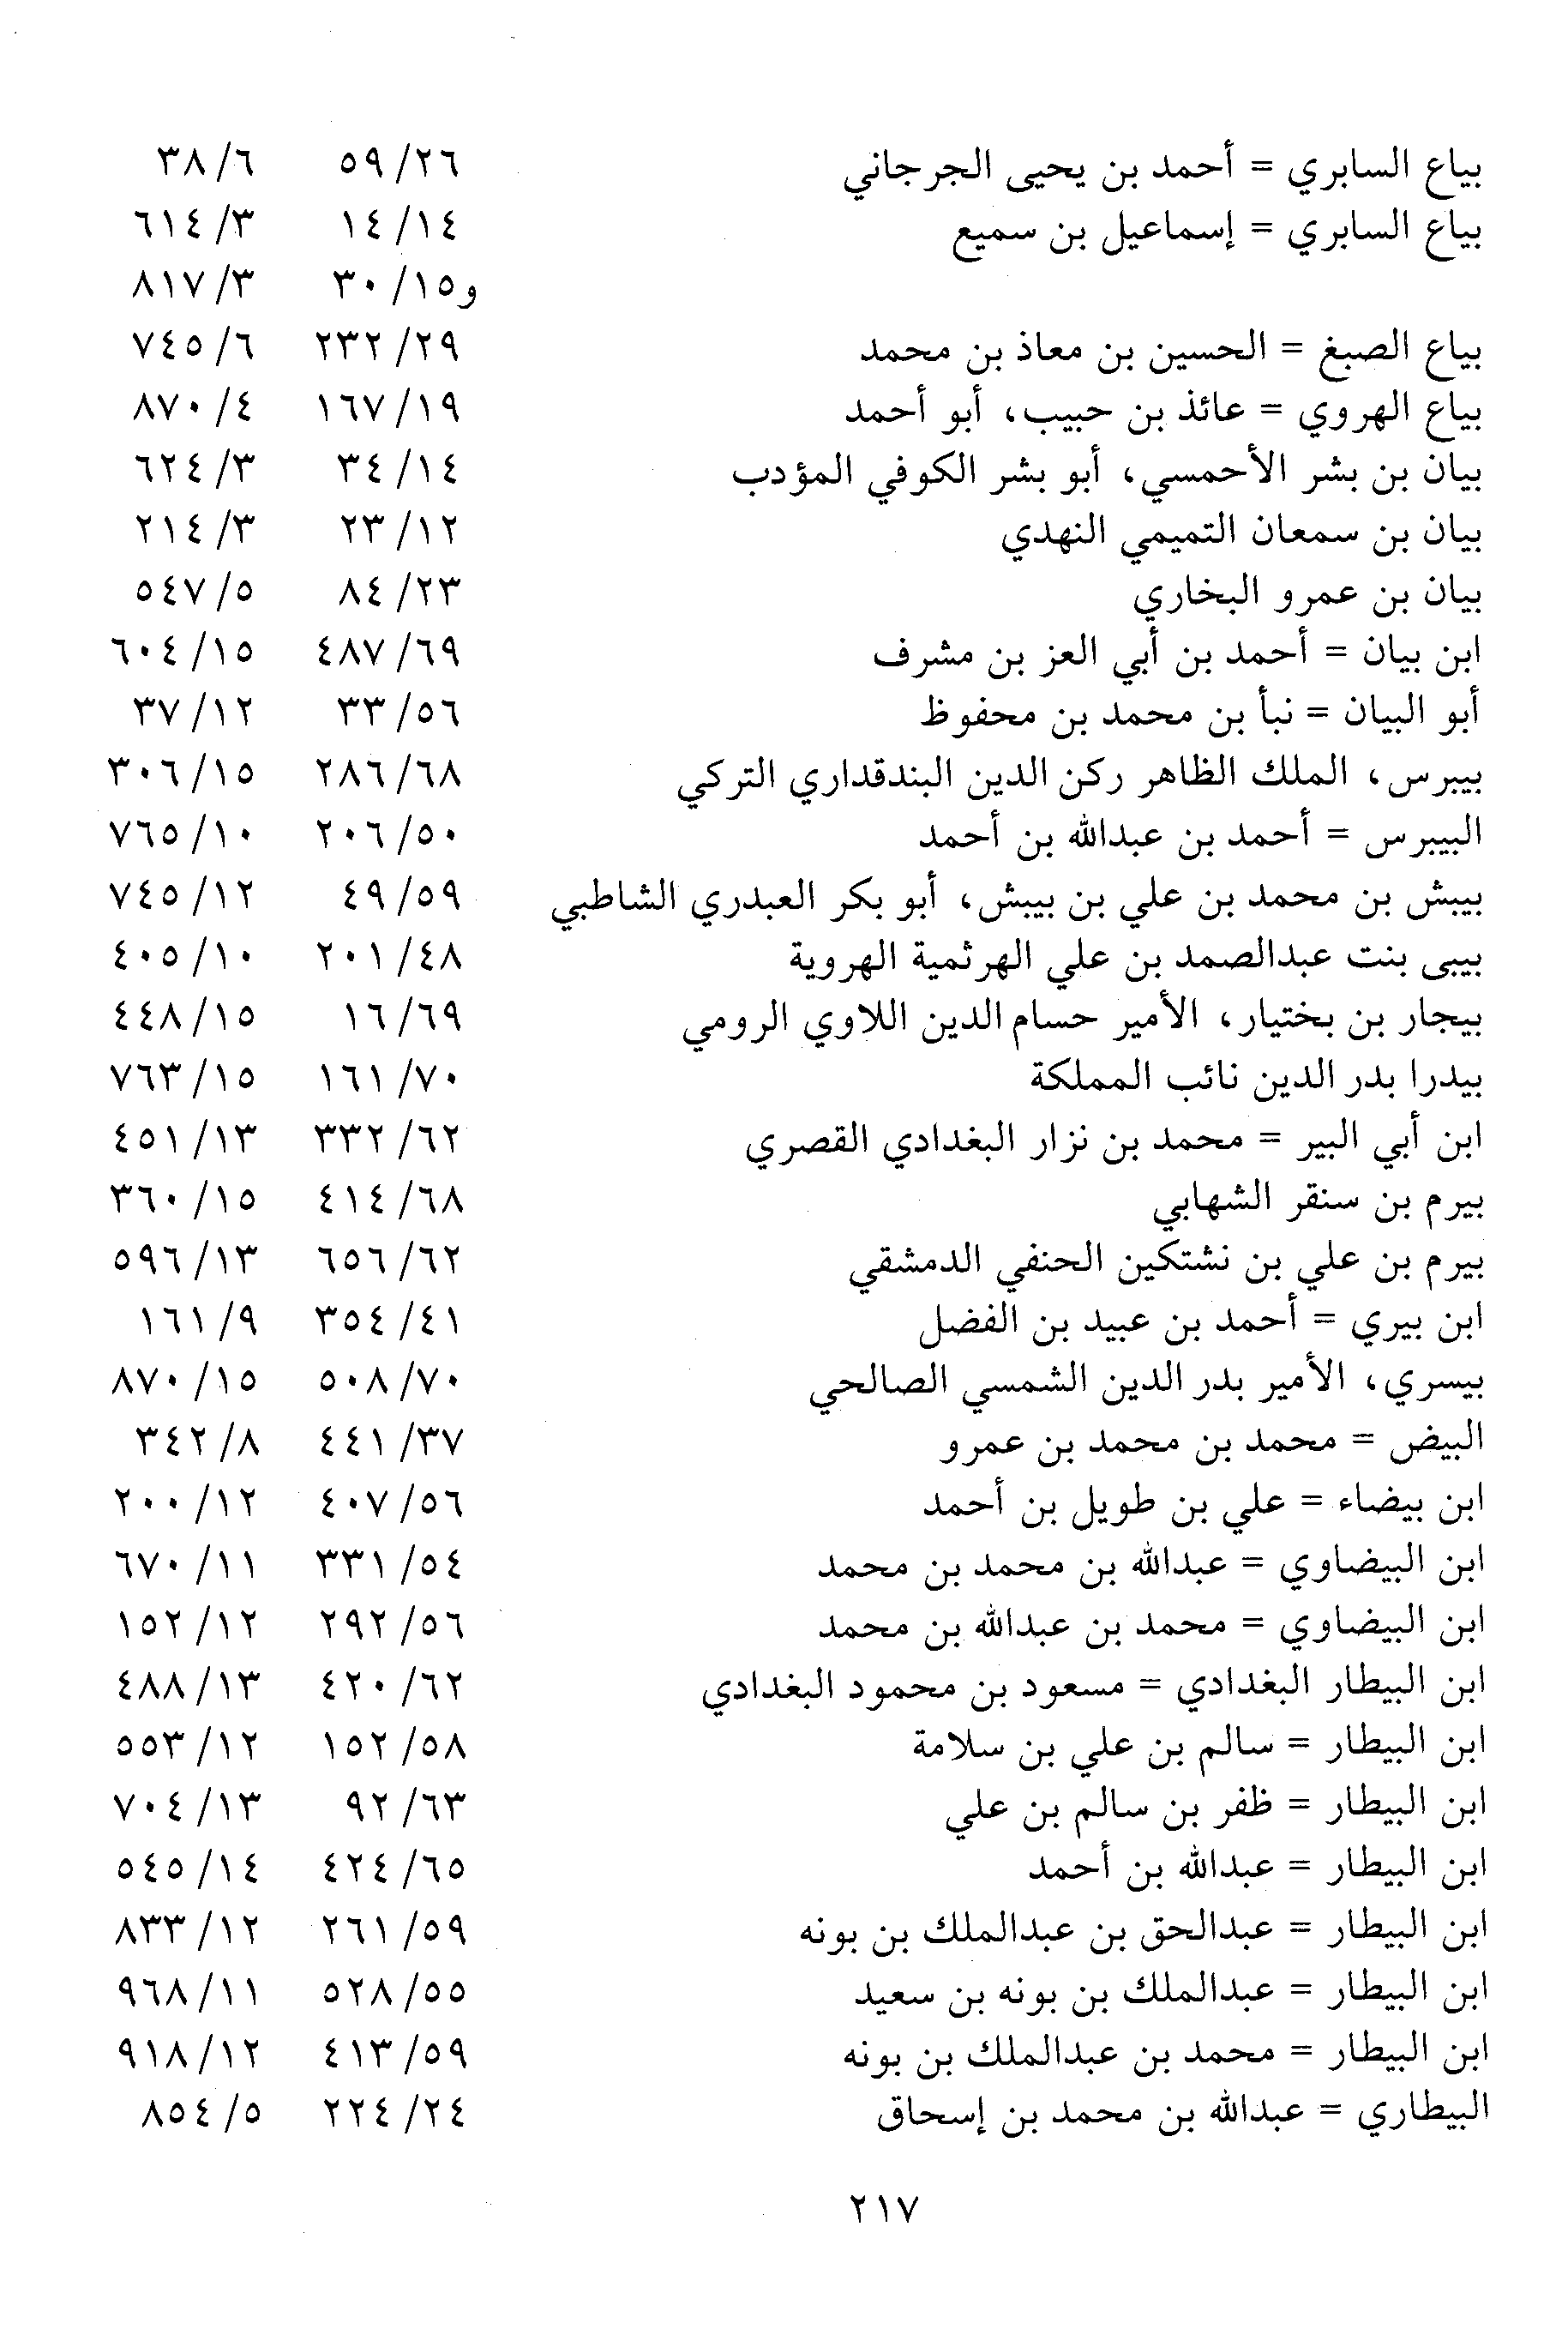 بياع السابري = أحمد بن يحيى الجرجاني ٢٦/ ٥٩ ٦/ ٣٨
بياع السابري = إسماعيل بن سميع ١٤/ ١٤ ٣/ ٦١٤
و١٥/ ٣٠ ٣/ ٨١٧
بياع الصبغ = الحسين بن معاذ بن محمد ٢٩/ ٢٣٢ ٦/ ٧٤٥
بياع الهروي = عائذ بن حبيب، أبو أحمد ١٩/ ١٦٧ ٤/ ٨٧٠
بيان بن بشر الأحمسي، أبو بشر الكوفي المؤدب ١٤/ ٣٤ ٣/ ٦٢٤
بيان بن سمعان التميمي النهدي ١٢/ ٢٣ ٣/ ٢١٤
بيان بن عمرو البخاري ٢٣/ ٨٤ ٥/ ٥٤٧
ابن بيان = أحمد بن أبي العز بن مشرف ٦٩/ ٤٨٧ ١٥/ ٦٠٤
أبو البيان = نبأ بن محمد بن محفوظ ٥٦/ ٣٣ ١٢/ ٣٧
بيبرس، الملك الظاهر ركن الدين البندقداري التركي ٦٨/ ٢٨٦ ١٥/ ٣٠٦
البيبرس = أحمد بن عبدالله بن أحمد ٥٠/ ٢٠٦ ١٠/ ٧٦٥
بيبش بن محمد بن علي بن بيبش، أبو بكر العبدري الشاطبي ٥٩/ ٤٩ ١٢/ ٧٤٥
بيبى بنت عبدالصمد بن علي الهرثمية الهروية ٤٨/ ٢٠١ ١٠/ ٤٠٥
بيجار بن بختيار، الأمير حسام الدين اللاوي الرومي ٦٩/ ١٦ ١٥/ ٤٤٨
بيدرا بدر الدين نائب المملكة ٧٠/ ١٦١ ١٥/ ٧٦٣
ابن أبي البير = محمد بن نزار البغدادي القصري ٦٢/ ٣٣٢ ١٣/ ٤٥١
بيرم بن سنقر الشهابي ٦٨/ ٤١٤ ١٥/ ٣٦٠
بيرم بن علي بن نشتكين الحنفي الدمشقي ٦٢/ ٦٥٦ ١٣/ ٥٩٦
ابن بيري = أحمد بن عبيد بن الفضل ٤١/ ٣٥٤ ٩/ ١٦١
بيسري، الأمير بدر الدين الشمسي الصالحي ٧٠/ ٥٠٨ ١٥/ ٨٧٠
البيض = محمد بن محمد بن عمرو ٣٧/ ٤٤١ ٨/ ٣٤٢
ابن بيضاء = علي بن طويل بن أحمد ٥٦/ ٤٠٧ ١٢/ ٢٠٠
ابن البيضاوي = عبدالله بن محمد بن محمد ٥٤/ ٣٣١ ١١/ ٦٧٠
ابن البيضاوي = محمد بن عبدالله بن محمد ٥٦/ ٢٩٢ ١٢/ ١٥٢
ابن البيطار البغدادي = مسعود بن محمود البغدادي ٦٢/ ٤٢٠ ١٣/ ٤٨٨
ابن البيطار = سالم بن علي بن سلامة ٥٨/ ١٥٢ ١٢/ ٥٥٣
ابن البيطار = ظفر بن سالم بن علي ٦٣/ ٩٢ ١٣/ ٧٠٤
ابن البيطار = عبدالله بن أحمد ٦٥/ ٤٢٤ ١٤/ ٥٤٥
ابن البيطار = عبدالحق بن عبدالملك بن بونه ٥٩/ ٢٦١ ١٢/ ٨٣٣
ابن البيطار = عبدالملك بن بونه بن سعيد ٥٥/ ٥٢٨ ١١/ ٩٦٨
ابن البيطار = محمد بن عبدالملك بن بونه ٥٩/ ٤١٣ ١٢/ ٩١٨
البيطاري = عبدالله بن محمد بن إسحاق ٢٤/ ٢٢٤ ٥/ ٨٥٤
٢١٧